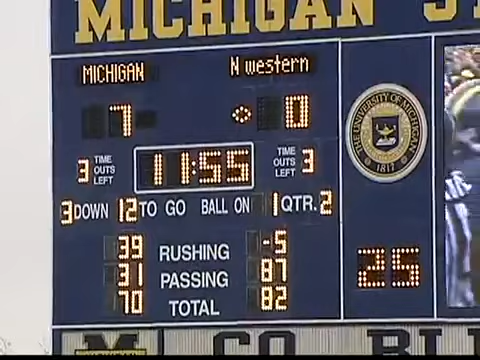 MICHIGAN
MICHIGAN N western
7 0
3 TIME OUTS LEFT 11:55 TIME OUTS LEFT 3
3 DOWN 12 TO GO BALL ON 1 QTR. 2
39 RUSHING -5
31 PASSING 87
70 TOTAL 82
THE UNIVERSITY OF MICHIGAN
1817
25
M GO BLU